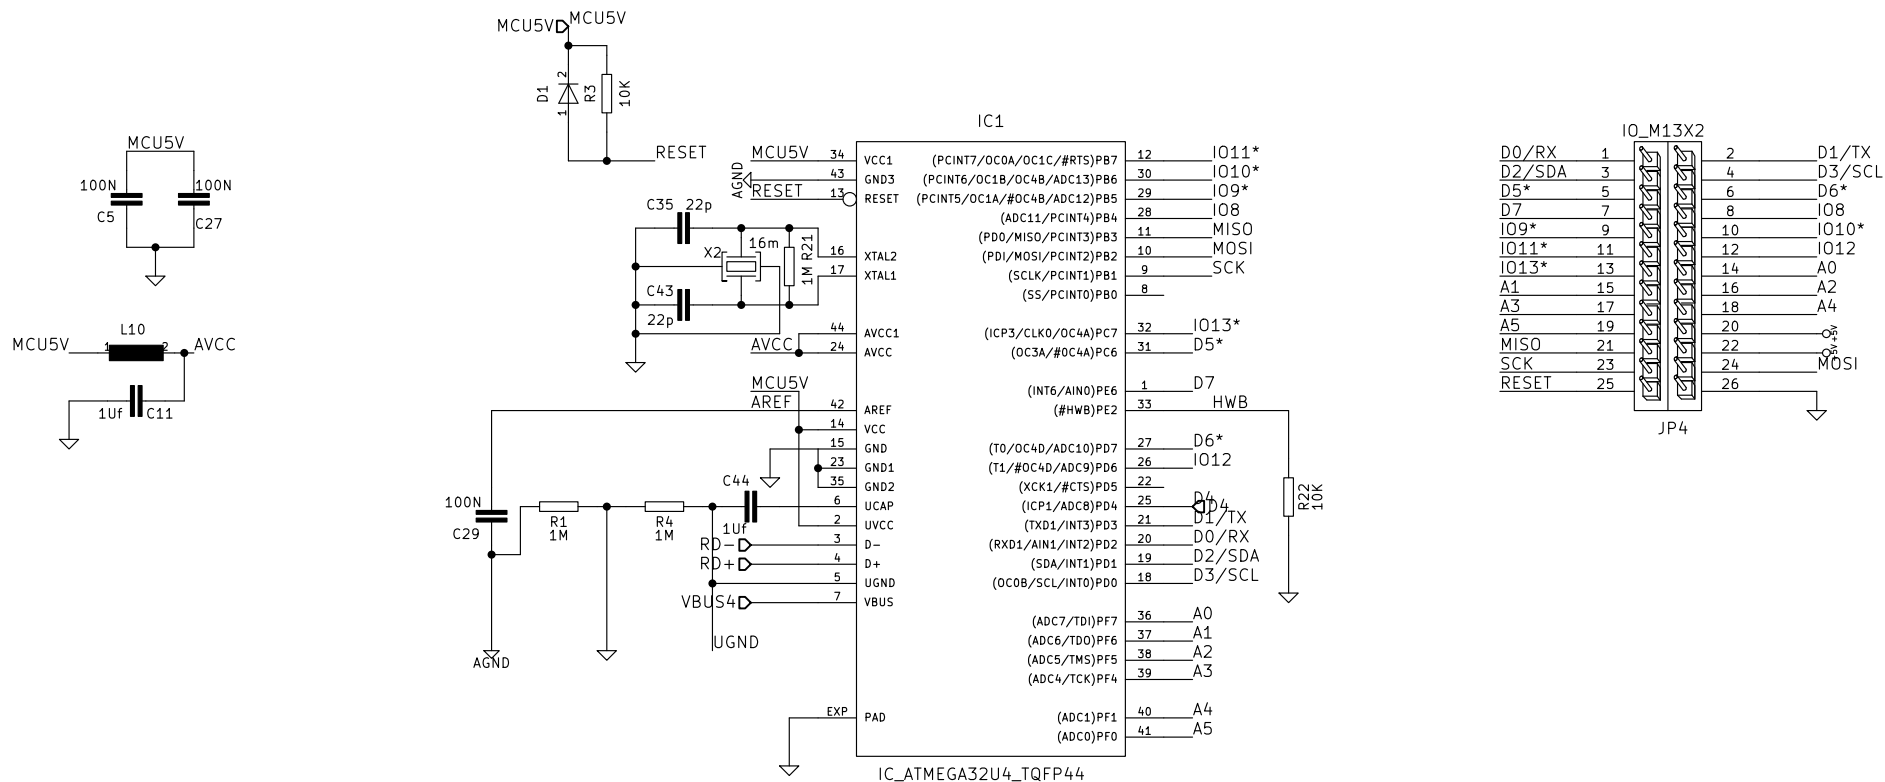 MCU5V MCU5V
D1 1 2 R3 10K
RESET
MCU5V
100N 100N
C5 C27
L10
MCU5V 1 2 AVCC
1Uf C11
IC1
MCU5V 34 VCC1
AGND 43 GND3
RESET 13 RESET
C35 22p
X2 16m
1M R21
C43
22p
16 XTAL2
17 XTAL1
44 AVCC1
AVCC 24 AVCC
MCU5V
AREF 42 AREF
14 VCC
15 GND
23 GND1
35 GND2
C44
1Uf
6 UCAP
2 UVCC
100N
C29
R1
1M
R4
1M
RD- 3 D-
RD+ 4 D+
5 UGND
VBUS4 7 VBUS
UGND
AGND
EXP PAD
(PCINT7/OC0A/OC1C/#RTS)PB7 12 IO11*
(PCINT6/OC1B/OC4B/ADC13)PB6 30 IO10*
(PCINT5/OC1A/#OC4B/ADC12)PB5 29 IO9*
(ADC11/PCINT4)PB4 28 IO8
(PD0/MISO/PCINT3)PB3 11 MISO
(PDI/MOSI/PCINT2)PB2 10 MOSI
(SCLK/PCINT1)PB1 9 SCK
(SS/PCINT0)PB0 8
(ICP3/CLK0/OC4A)PC7 32 IO13*
(OC3A/#OC4A)PC6 31 D5*
(INT6/AIN0)PE6 1 D7
(#HWB)PE2 33 HWB
(T0/OC4D/ADC10)PD7 27 D6*
(T1/#OC4D/ADC9)PD6 26 IO12
(XCK1/#CTS)PD5 22
(ICP1/ADC8)PD4 25 D4 D4
(TXD1/INT3)PD3 21 D1/TX
(RXD1/AIN1/INT2)PD2 20 D0/RX
(SDA/INT1)PD1 19 D2/SDA
(OC0B/SCL/INT0)PD0 18 D3/SCL
(ADC7/TDI)PF7 36 A0
(ADC6/TDO)PF6 37 A1
(ADC5/TMS)PF5 38 A2
(ADC4/TCK)PF4 39 A3
(ADC1)PF1 40 A4
(ADC0)PF0 41 A5
IC_ATMEGA32U4_TQFP44
R22
10K
IO_M13X2
D0/RX 1 2 D1/TX
D2/SDA 3 4 D3/SCL
D5* 5 6 D6*
D7 7 8 IO8
IO9* 9 10 IO10*
IO11* 11 12 IO12
IO13* 13 14 A0
A1 15 16 A2
A3 17 18 A4
A5 19 20 +5V
MISO 21 22 +5V
SCK 23 24 MOSI
RESET 25 26
JP4